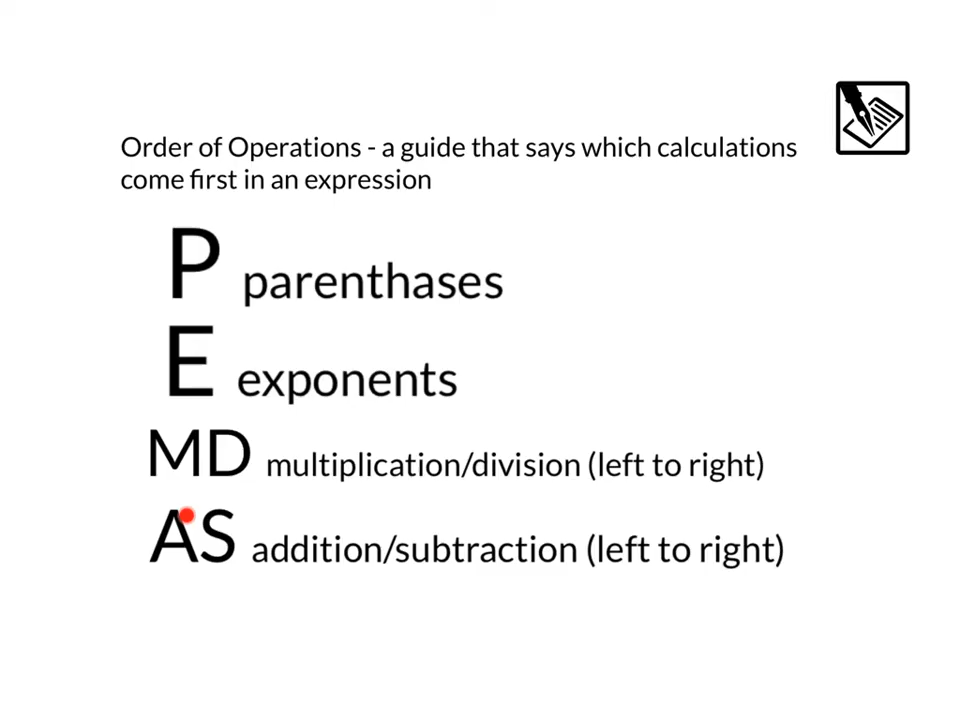 Order of Operations - a guide that says which calculations
come first in an expression
P parenthases
E exponents
MD multiplication/division (left to right)
AS addition/subtraction (left to right)